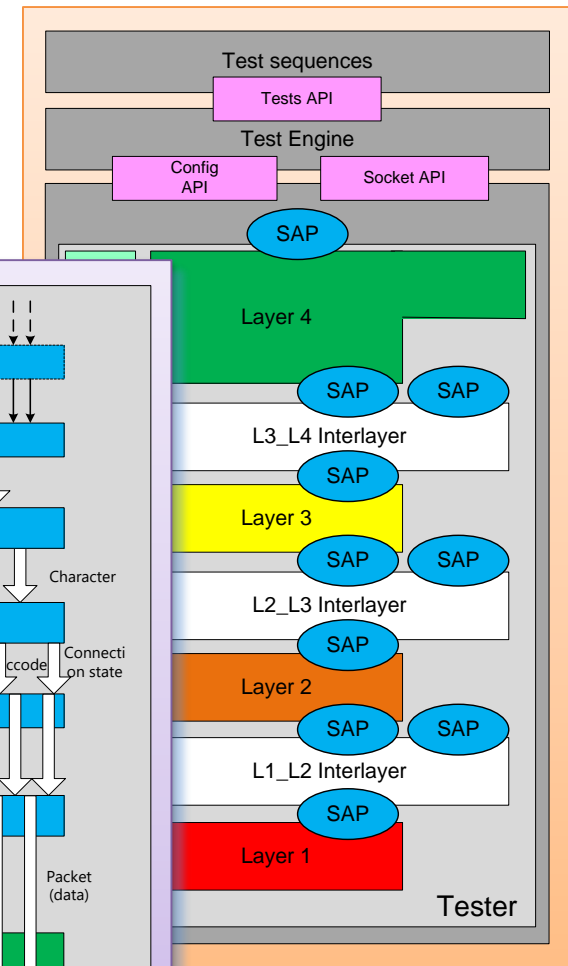 Test sequences
Tests API
Test Engine
Config
API
Socket API
SAP
Layer 4
SAP
SAP
L3_L4 Interlayer
SAP
Layer 3
SAP
SAP
L2_L3 Interlayer
SAP
Layer 2
SAP
SAP
L1_L2 Interlayer
SAP
Layer 1
Tester
Character
ccode
Connecti
on state
Packet
(data)